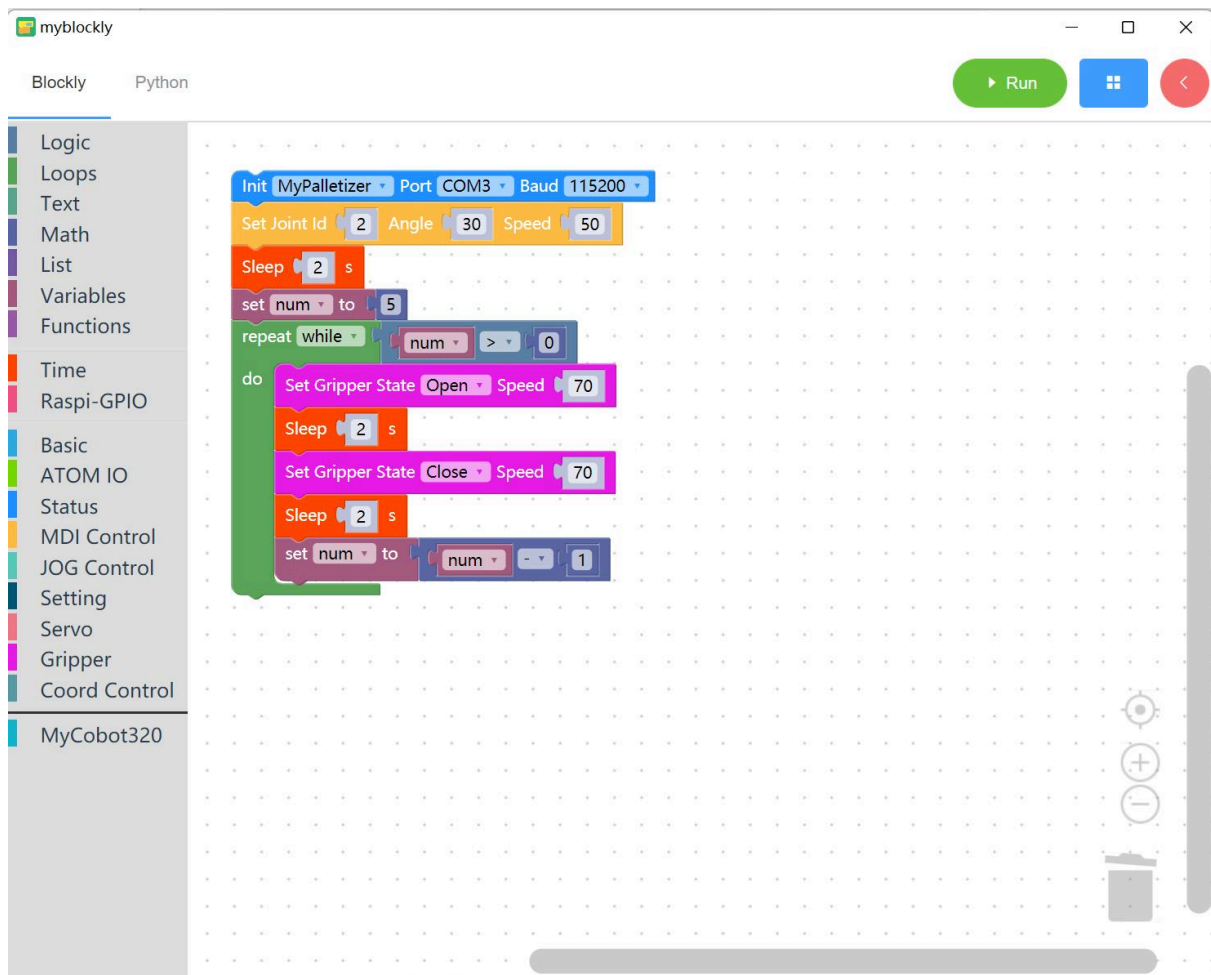 myblockly
Blockly Python Run
Logic
Loops
Text
Math
List
Variables
Functions
Time
Raspi-GPIO
Basic
ATOM IO
Status
MDI Control
JOG Control
Setting
Servo
Gripper
Coord Control
MyCobot320
Init MyPalletizer Port COM3 Baud 115200
Set Joint Id 2 Angle 30 Speed 50
Sleep 2 s
set num to 5
repeat while num > 0
do
Set Gripper State Open Speed 70
Sleep 2 s
Set Gripper State Close Speed 70
Sleep 2 s
set num to num - 1